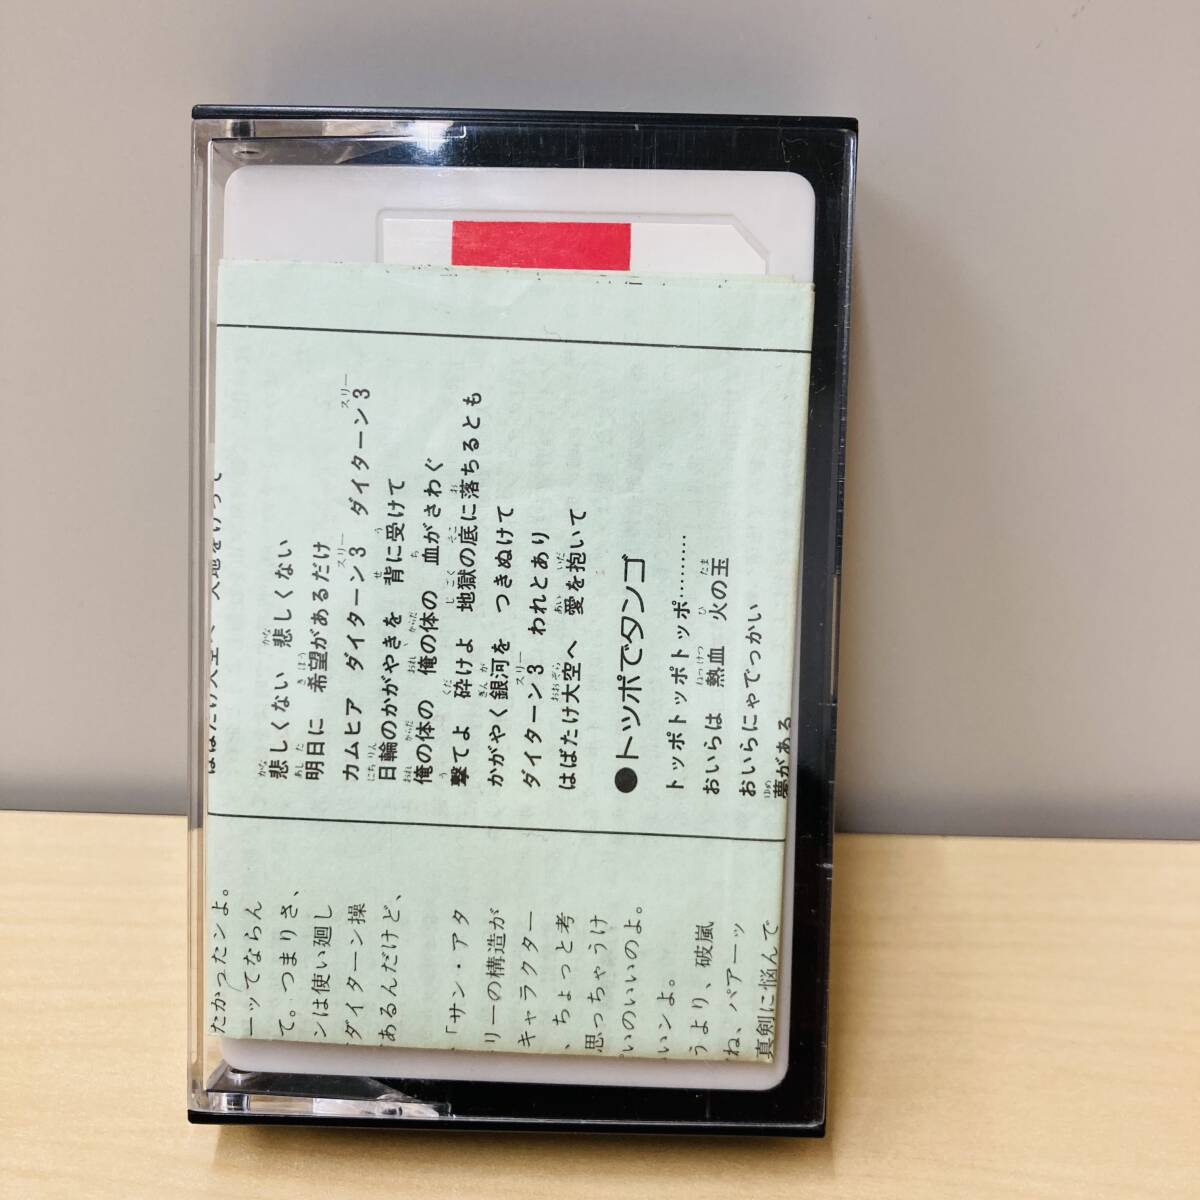 悲しくない 悲しくない
明日に 希望があるだけ
カムヒア ダイターン3 ダイターン3
日輪のかがやきを 背に受けて
俺の体の 俺の体の 血がさわぐ
撃てよ 砕けよ 地獄の底に落ちるとも
かがやく銀河を つきぬけて
ダイターン3 われとあり
はばたけ大空へ 愛を抱いて
●トッポでタンゴ
トッポトッポトッポ………
おいらは 熱血 火の玉
おいらにゃでっかい
夢がある
たかったンよ。
ーッてならん
て。つまりさ、
ンは使い廻し
ダイターン操
あるんだけど、
「サン・アタ
リーの構造が
キャラクター
、ちょっと考
思っちゃうけ
いのいいのよ。
いンよ。
うより、破嵐
ね、パアーッ
真剣に悩んで